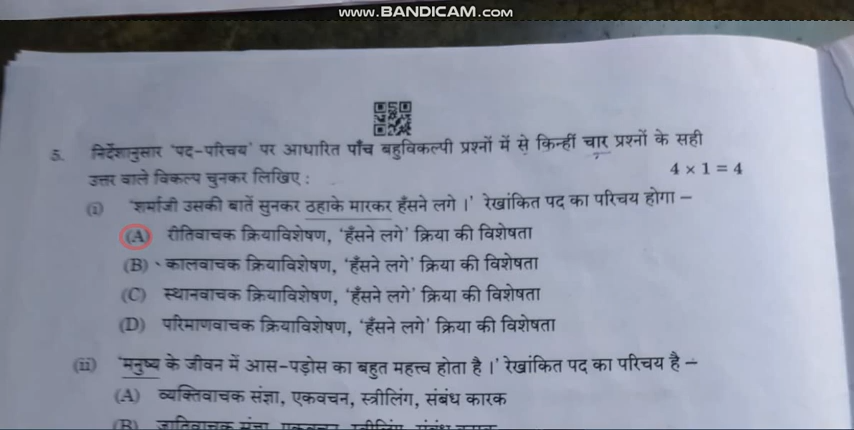 WWW.BANDICAM.COM
5. निर्देशानुसार 'पद-परिचय' पर आधारित पाँच बहुविकल्पी प्रश्नों में से किन्हीं चार प्रश्नों के सही
उत्तर वाले विकल्प चुनकर लिखिए : 4 × 1 = 4
(i) 'शर्माजी उसकी बातें सुनकर ठहाके मारकर हँसने लगे ।' रेखांकित पद का परिचय होगा –
(A) रीतिवाचक क्रियाविशेषण, 'हँसने लगे' क्रिया की विशेषता
(B) कालवाचक क्रियाविशेषण, 'हँसने लगे' क्रिया की विशेषता
(C) स्थानवाचक क्रियाविशेषण, 'हँसने लगे' क्रिया की विशेषता
(D) परिमाणवाचक क्रियाविशेषण, 'हँसने लगे' क्रिया की विशेषता
(ii) 'मनुष्य के जीवन में आस-पड़ोस का बहुत महत्त्व होता है ।' रेखांकित पद का परिचय है –
(A) व्यक्तिवाचक संज्ञा, एकवचन, स्त्रीलिंग, संबंध कारक
(B) जातिवाचक संज्ञा, एकवचन, स्त्रीलिंग, संबंध कारक